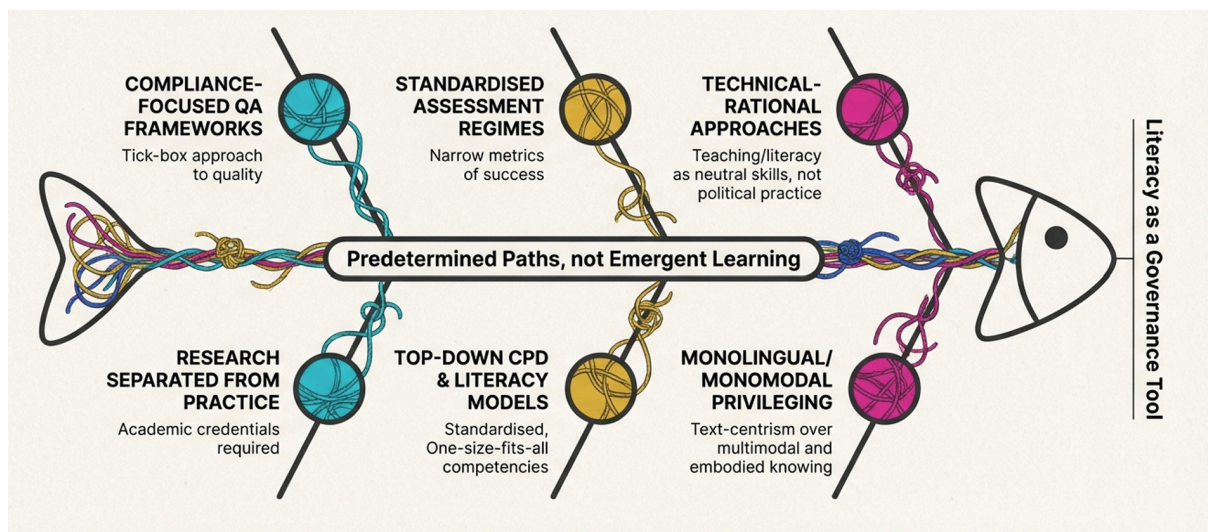 COMPLIANCE-
FOCUSED QA
FRAMEWORKS
Tick-box approach
to quality
STANDARDISED
ASSESSMENT
REGIMES
Narrow metrics
of success
TECHNICAL-
RATIONAL
APPROACHES
Teaching/literacy
as neutral skills, not
political practice
Predetermined Paths, not Emergent Learning
Literacy as a Governance Tool
RESEARCH
SEPARATED FROM
PRACTICE
Academic credentials
required
TOP-DOWN CPD
& LITERACY
MODELS
Standardised,
One-size-fits-all
competencies
MONOLINGUAL/
MONOMODAL
PRIVILEGING
Text-centrism over
multimodal and
embodied knowing